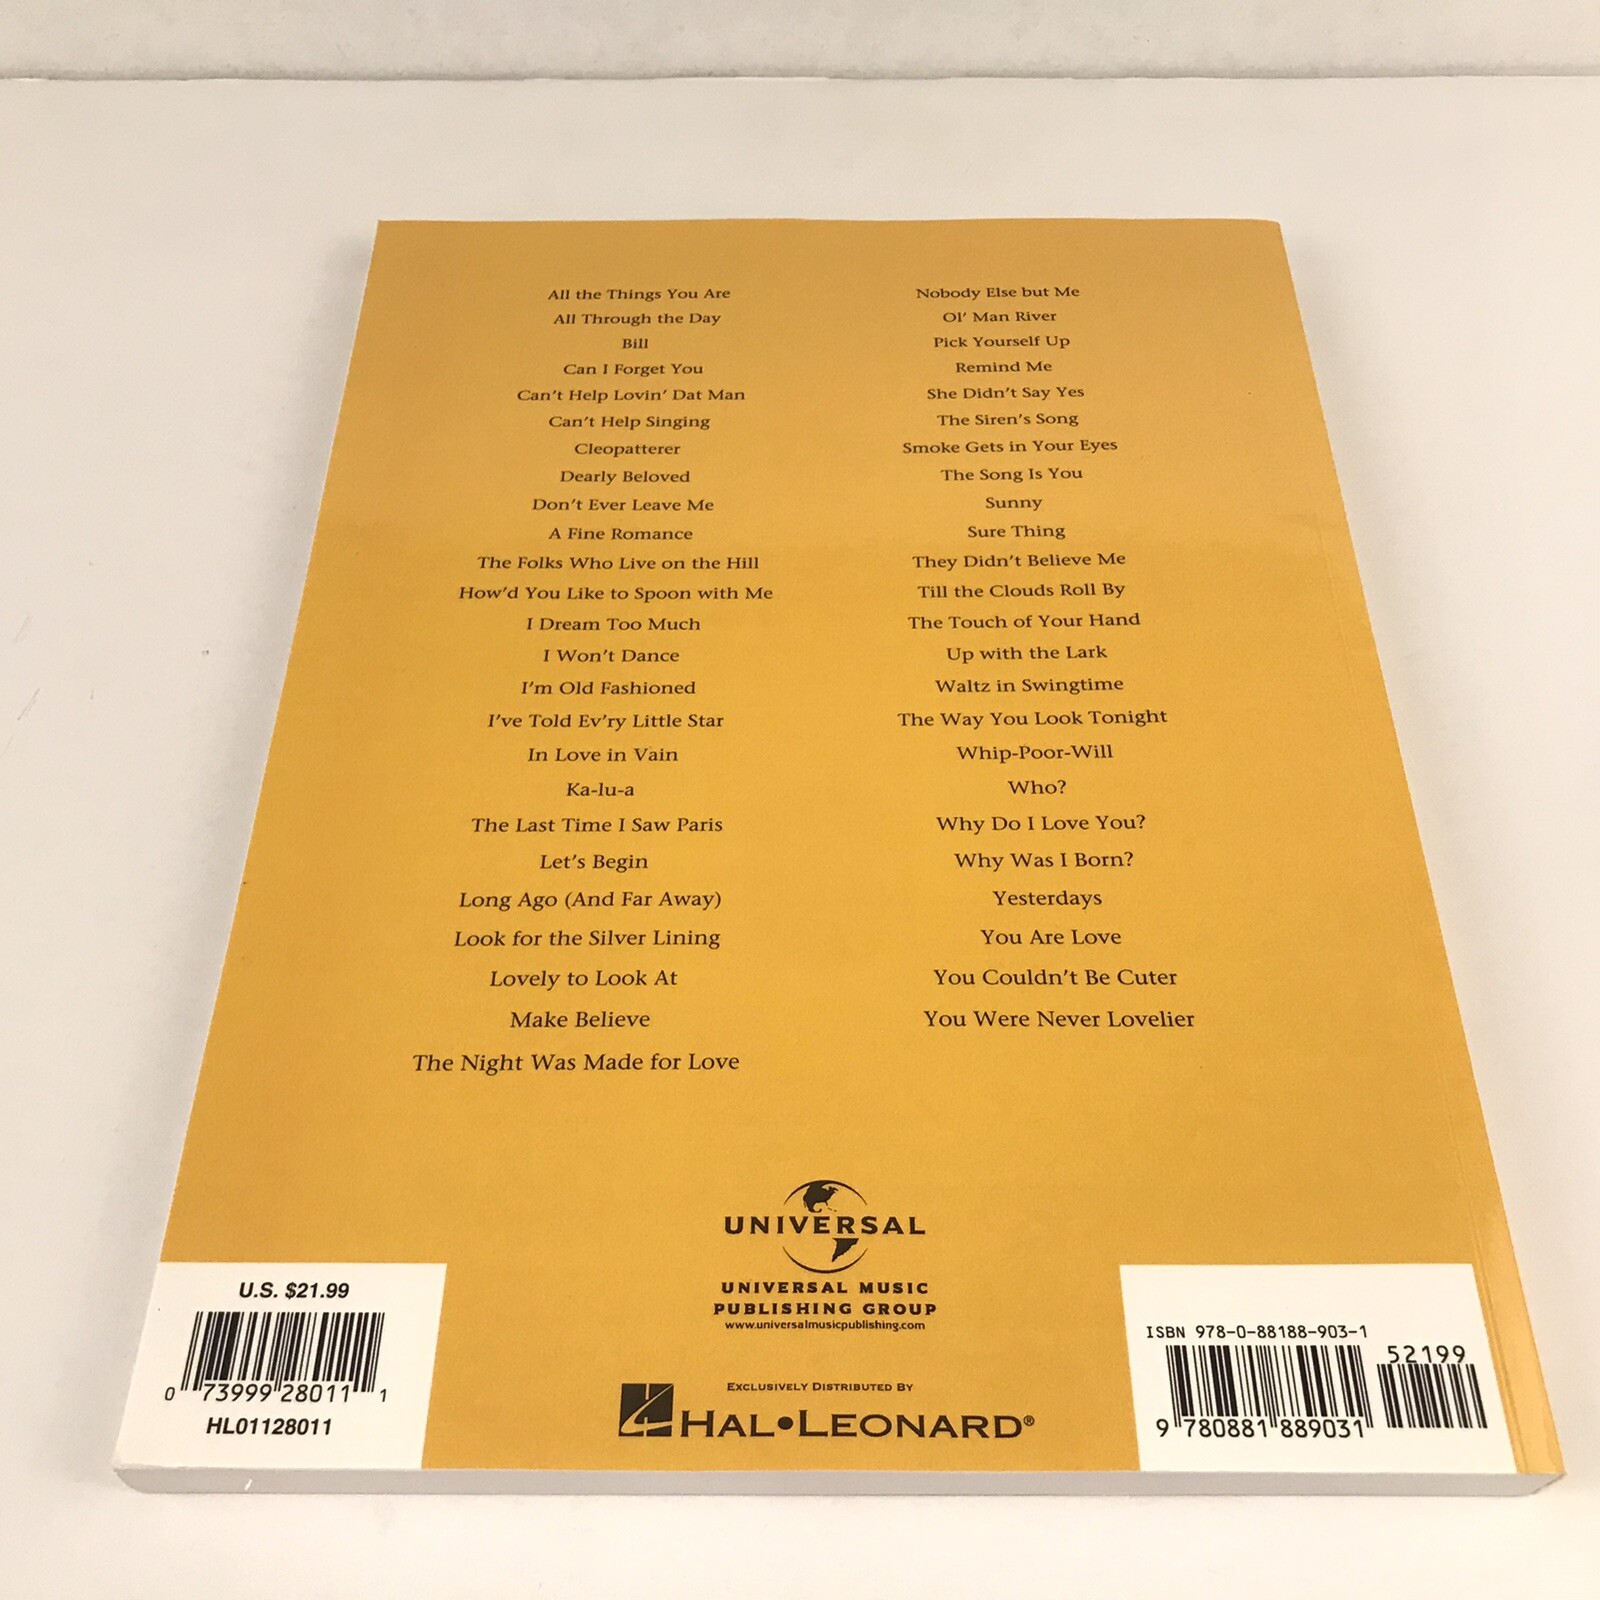 All the Things You Are
All Through the Day
Bill
Can I Forget You
Can't Help Lovin' Dat Man
Can't Help Singing
Cleopatterer
Dearly Beloved
Don't Ever Leave Me
A Fine Romance
The Folks Who Live on the Hill
How'd You Like to Spoon with Me
I Dream Too Much
I Won't Dance
I'm Old Fashioned
I've Told Ev'ry Little Star
In Love in Vain
Ka-lu-a
The Last Time I Saw Paris
Let's Begin
Long Ago (And Far Away)
Look for the Silver Lining
Lovely to Look At
Make Believe
The Night Was Made for Love
Nobody Else but Me
Ol' Man River
Pick Yourself Up
Remind Me
She Didn't Say Yes
The Siren's Song
Smoke Gets in Your Eyes
The Song Is You
Sunny
Sure Thing
They Didn't Believe Me
Till the Clouds Roll By
The Touch of Your Hand
Up with the Lark
Waltz in Swingtime
The Way You Look Tonight
Whip-Poor-Will
Who?
Why Do I Love You?
Why Was I Born?
Yesterdays
You Are Love
You Couldn't Be Cuter
You Were Never Lovelier
UNIVERSAL
UNIVERSAL MUSIC
PUBLISHING GROUP
www.universalmusicpublishing.com
EXCLUSIVELY DISTRIBUTED BY
HAL•LEONARD®
U.S. $21.99
0 73999 28011 1
HL01128011
ISBN 978-0-88188-903-1
52199
9 780881 889031